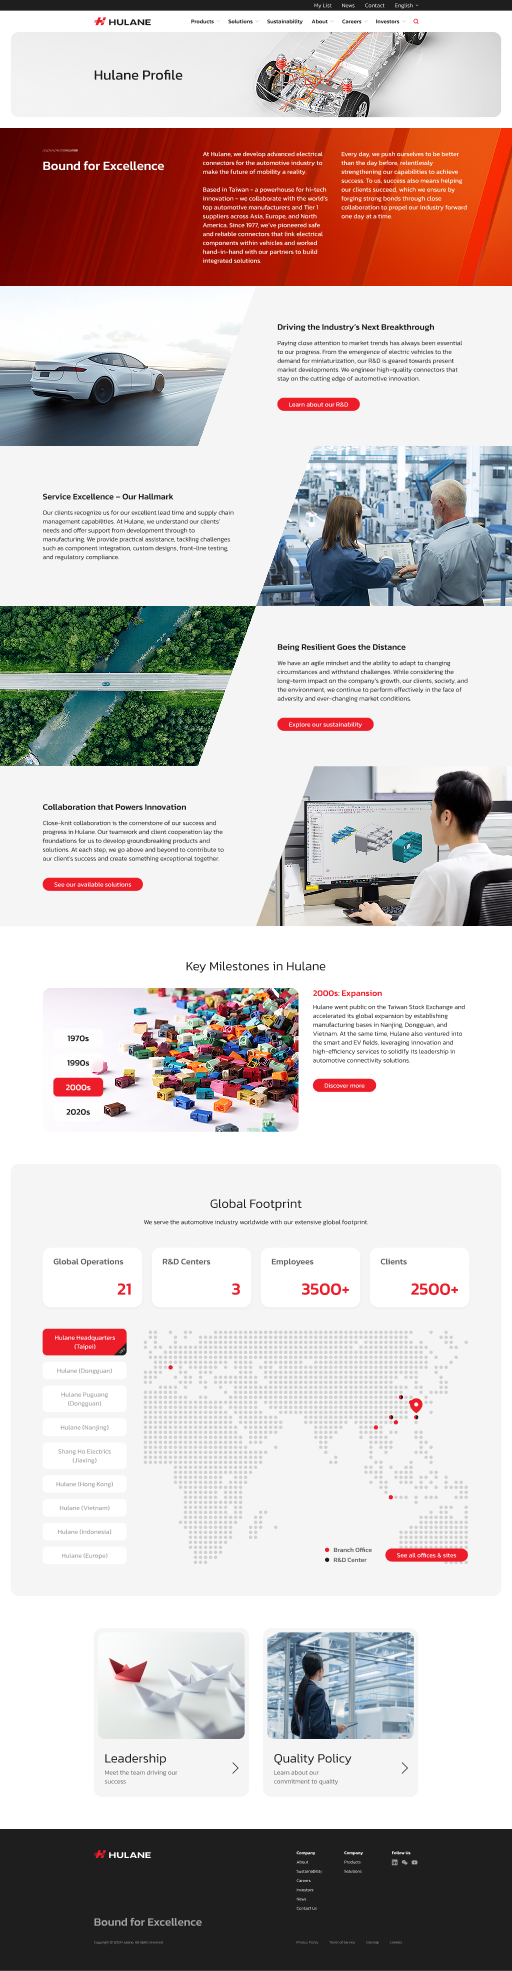 My List News Contact English
HULANE
Products Solutions Sustainability About Careers Investors
Hulane Profile
Bound for Excellence
At Hulane, we develop advanced electrical
connectors for the automotive industry to
make the future of mobility a reality.
Based in Taiwan – a powerhouse for hi-tech
innovation – we collaborate with the world's
top automotive manufacturers and Tier 1
suppliers across Asia, Europe, and North
America. Since 1977, we've pioneered safe
and reliable connectors that link electrical
components within vehicles and worked
hand-in-hand with our partners to build
integrated solutions.
Every day, we push ourselves to be better
than the day before, relentlessly
strengthening our capabilities to achieve
success. To us, success also means helping
our clients succeed, which we ensure by
forging strong bonds through close
collaboration to propel our industry forward
one day at a time.
Driving the Industry's Next Breakthrough
Paying close attention to market trends has always been essential
to our progress. From the emergence of electric vehicles to the
demand for miniaturization, our R&D is geared towards present
market developments. We engineer high-quality connectors that
stay on the cutting edge of automotive innovation.
Learn about our R&D
Service Excellence – Our Hallmark
Our clients recognize us for our excellent lead time and supply chain
management capabilities. At Hulane, we understand our clients'
needs and offer support from development through to
manufacturing. We provide practical assistance, tackling challenges
such as component integration, custom designs, front-line testing,
and regulatory compliance.
Being Resilient Goes the Distance
We have an agile mindset and the ability to adapt to changing
circumstances and withstand challenges. While considering the
long-term impact on the company's growth, our clients, society, and
the environment, we continue to perform effectively in the face of
adversity and ever-changing market conditions.
Explore our sustainability
Collaboration that Powers Innovation
Close-knit collaboration is the cornerstone of our success and
progress in Hulane. Our teamwork and client cooperation lay the
foundations for us to develop groundbreaking products and
solutions. At each step, we go above and beyond to contribute to
our client's success and create something exceptional together.
See our available solutions
Key Milestones in Hulane
1970s
1990s
2000s
2020s
2000s: Expansion
Hulane went public on the Taiwan Stock Exchange and
accelerated its global expansion by establishing
manufacturing bases in Nanjing, Dongguan, and
Vietnam. At the same time, Hulane also ventured into
the smart and EV fields, leveraging innovation and
high-efficiency services to solidify its leadership in
automotive connectivity solutions.
Discover more
Global Footprint
We serve the automotive industry worldwide with our extensive global footprint.
Global Operations
21
R&D Centers
3
Employees
3500+
Clients
2500+
Hulane Headquarters
(Taipei)
Hulane (Dongguan)
Hulane Puguang
(Dongguan)
Hulane (Nanjing)
Shang Ho Electrics
(Jiaxing)
Hulane (Hong Kong)
Hulane (Vietnam)
Hulane (Indonesia)
Hulane (Europe)
Branch Office
R&D Center
See all offices & sites
Leadership
Meet the team driving our
success
Quality Policy
Learn about our
commitment to quality
HULANE
Bound for Excellence
Company
About
Sustainability
Careers
Investors
News
Contact Us
Company
Products
Solutions
Follow Us
Privacy Policy Terms of Service Sitemap Cookies